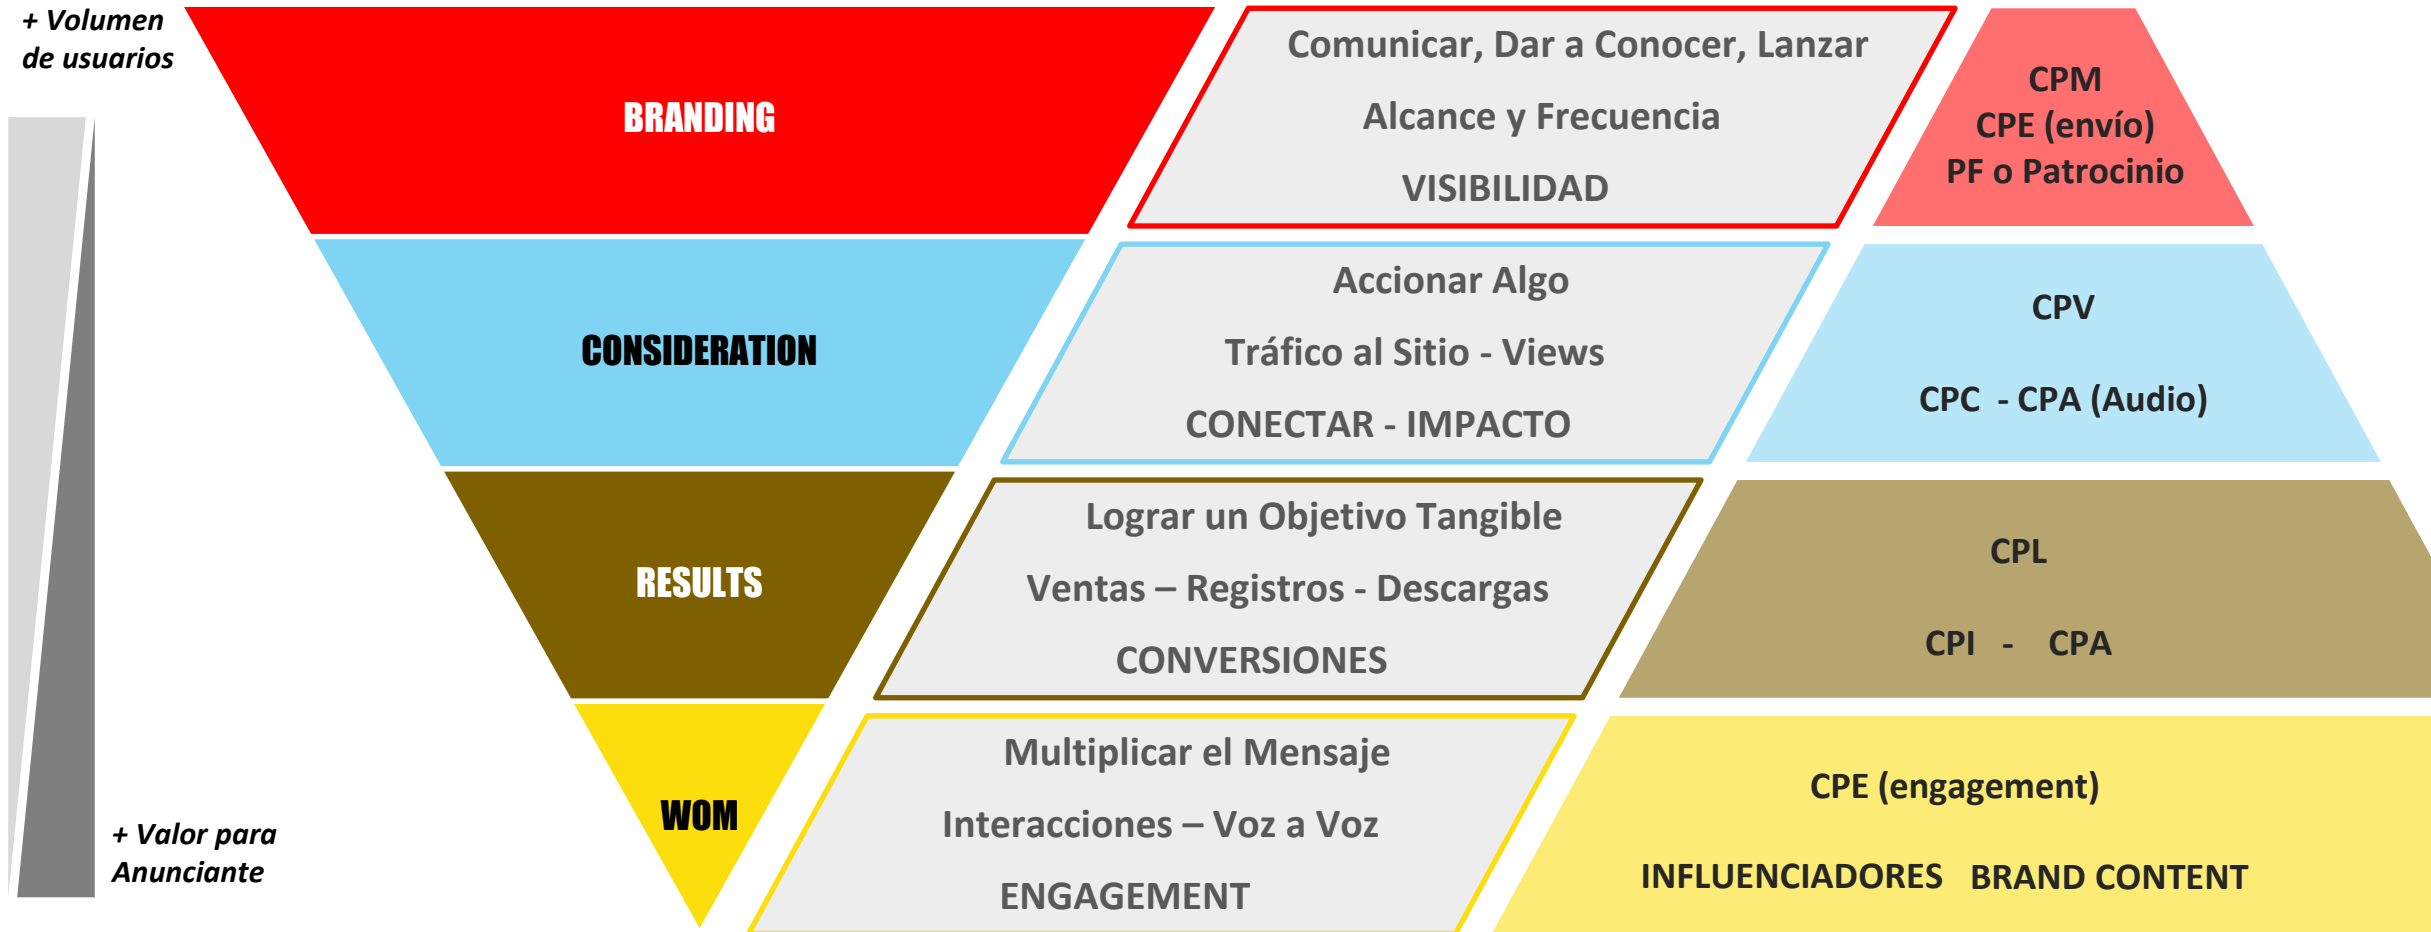 + Volumen
de usuarios
BRANDING
Comunicar, Dar a Conocer, Lanzar
Alcance y Frecuencia
VISIBILIDAD
CPM
CPE (envío)
PF o Patrocinio
CONSIDERATION
Accionar Algo
Tráfico al Sitio - Views
CONECTAR - IMPACTO
CPV
CPC - CPA (Audio)
RESULTS
Lograr un Objetivo Tangible
Ventas – Registros - Descargas
CONVERSIONES
CPL
CPI - CPA
WOM
Multiplicar el Mensaje
Interacciones – Voz a Voz
ENGAGEMENT
CPE (engagement)
INFLUENCIADORES BRAND CONTENT
+ Valor para
Anunciante